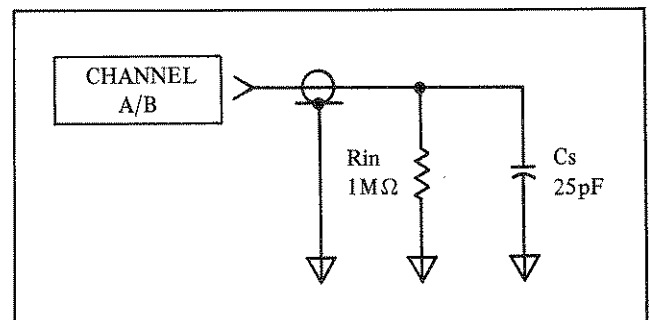 CHANNEL
A/B
Rin
1MΩ
Cs
25pF